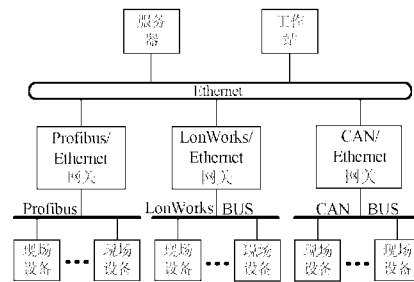 服务
器
工作
站
Ethernet
Profibus/
Ethernet
网关
LonWorks/
Ethernet
网关
CAN/
Ethernet
网关
Profibus
LonWorks BUS
CAN BUS
现场
设备
•••
现场
设备
现场
设备
•••
现场
设备
现场
设备
•••
现场
设备